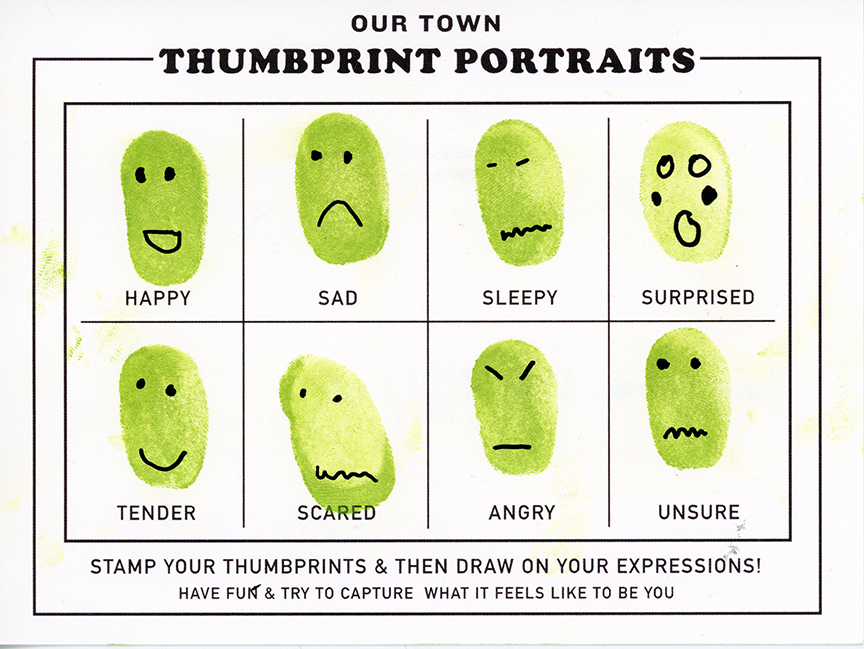 OUR TOWN
THUMBPRINT PORTRAITS
HAPPY SAD SLEEPY SURPRISED
TENDER SCARED ANGRY UNSURE
STAMP YOUR THUMBPRINTS & THEN DRAW ON YOUR EXPRESSIONS!
HAVE FUN & TRY TO CAPTURE WHAT IT FEELS LIKE TO BE YOU